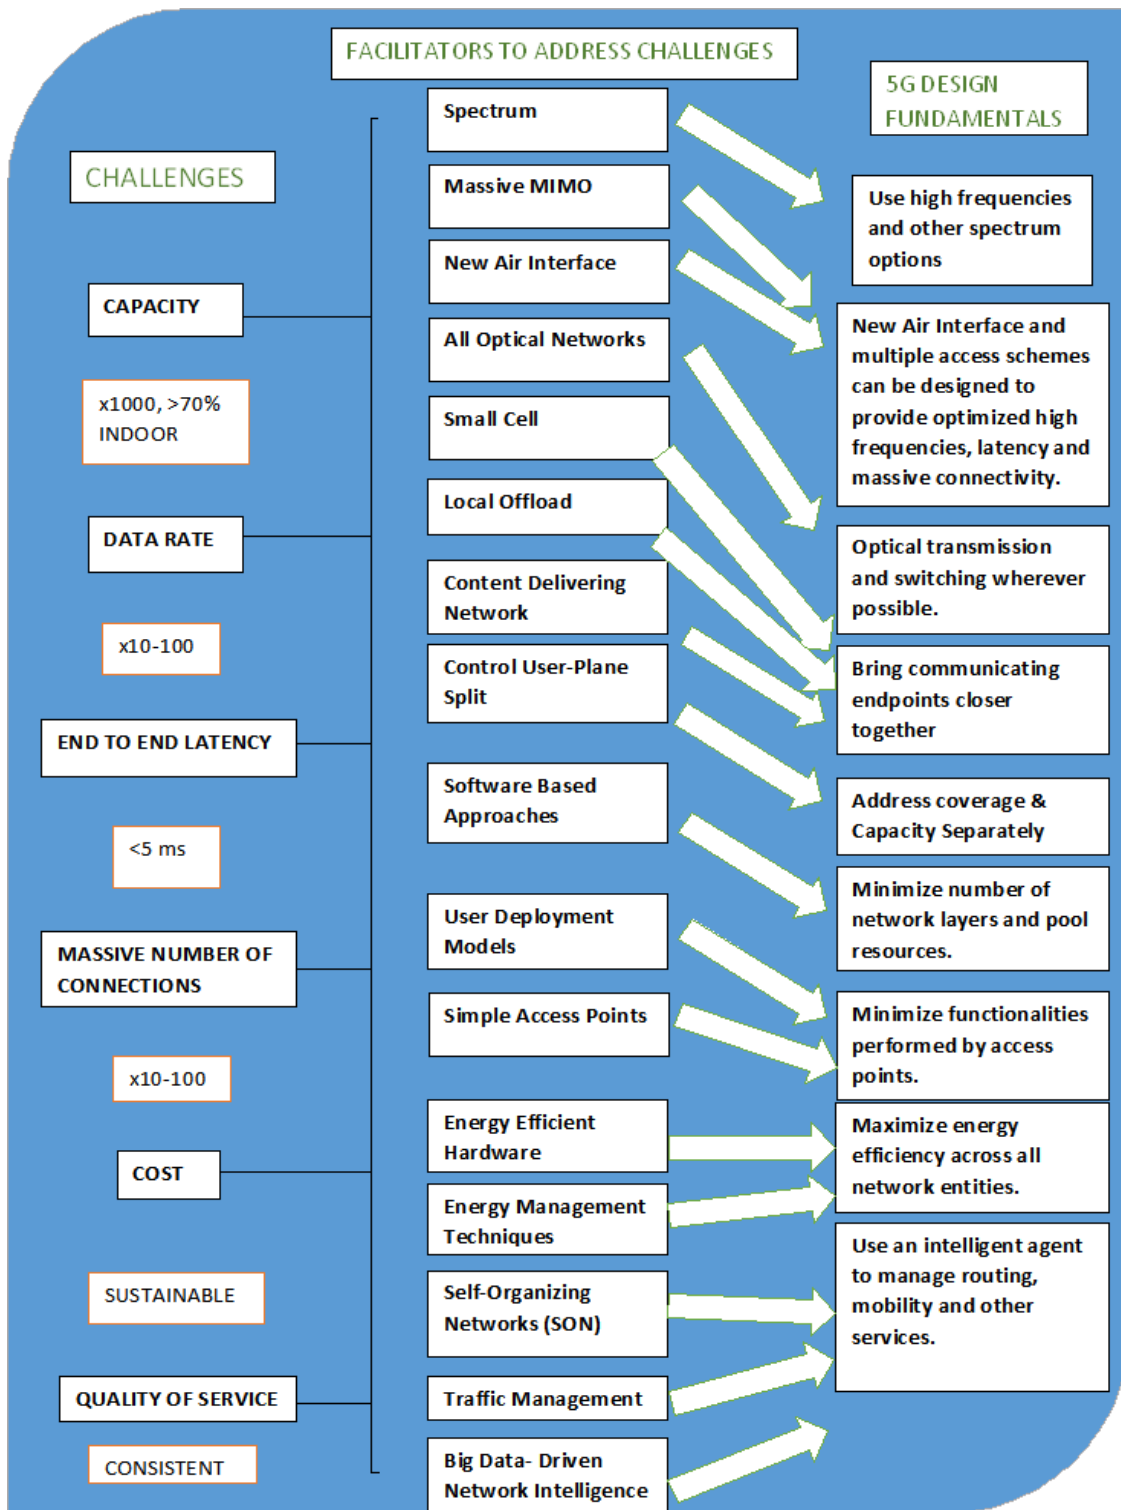 FACILITATORS TO ADDRESS CHALLENGES
5G DESIGN
FUNDAMENTALS
CHALLENGES
CAPACITY
x1000, >70%
INDOOR
DATA RATE
x10-100
END TO END LATENCY
<5 ms
MASSIVE NUMBER OF
CONNECTIONS
x10-100
COST
SUSTAINABLE
QUALITY OF SERVICE
CONSISTENT
Spectrum
Massive MIMO
New Air Interface
All Optical Networks
Small Cell
Local Offload
Content Delivering
Network
Control User-Plane
Split
Software Based
Approaches
User Deployment
Models
Simple Access Points
Energy Efficient
Hardware
Energy Management
Techniques
Self-Organizing
Networks (SON)
Traffic Management
Big Data- Driven
Network Intelligence
Use high frequencies
and other spectrum
options
New Air Interface and
multiple access schemes
can be designed to
provide optimized high
frequencies, latency and
massive connectivity.
Optical transmission
and switching wherever
possible.
Bring communicating
endpoints closer
together
Address coverage &
Capacity Separately
Minimize number of
network layers and pool
resources.
Minimize functionalities
performed by access
points.
Maximize energy
efficiency across all
network entities.
Use an intelligent agent
to manage routing,
mobility and other
services.